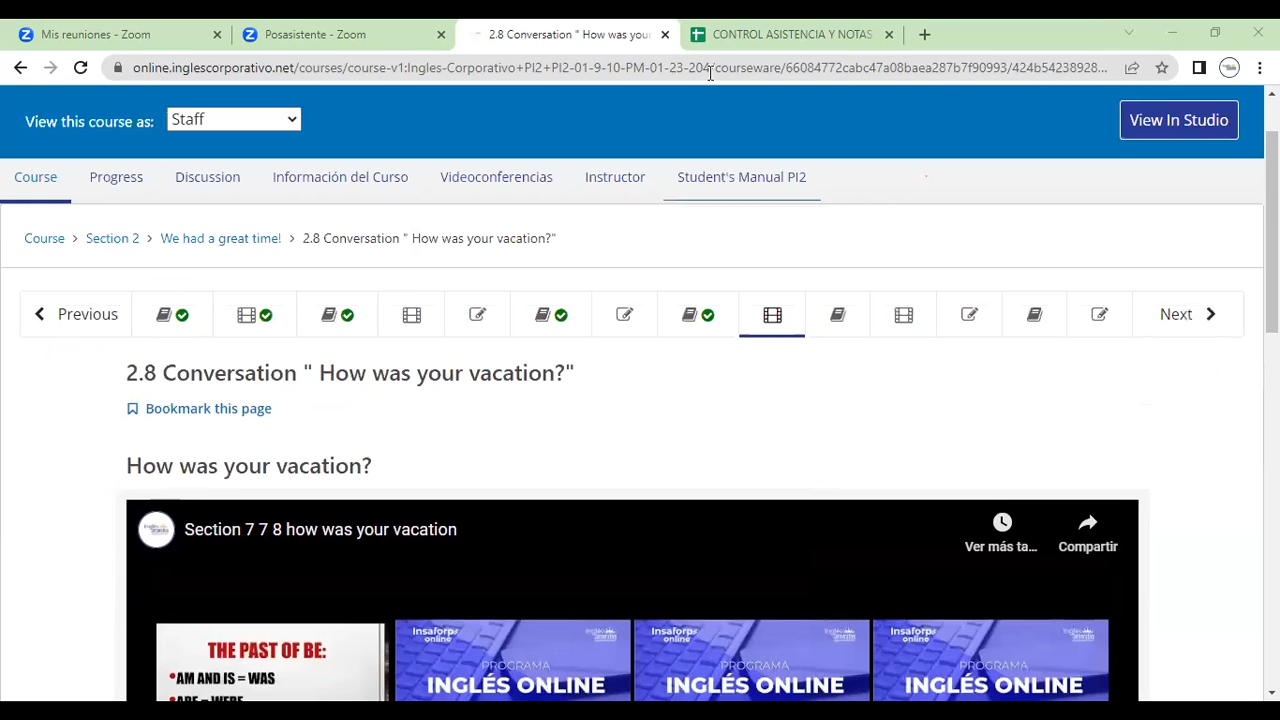 Mis reuniones - Zoom
Posasistente - Zoom
2.8 Conversation " How was your
CONTROL ASISTENCIA Y NOTAS
online.inglescorporativo.net/courses/course-v1:Ingles-Corporativo+PI2+PI2-01-9-10-PM-01-23-204/courseware/66084772cabc47a08baea287b7f90993/424b54238928...
View this course as:
Staff
View In Studio
Course
Progress
Discussion
Información del Curso
Videoconferencias
Instructor
Student's Manual PI2
Course > Section 2 > We had a great time! > 2.8 Conversation " How was your vacation?"
Previous
Next
2.8 Conversation " How was your vacation?"
Bookmark this page
How was your vacation?
Section 7 7 8 how was your vacation
Ver más ta...
Compartir
THE PAST OF BE:
•AM AND IS = WAS
Insaforp online
PROGRAMA
INGLÉS ONLINE
Insaforp online
PROGRAMA
INGLÉS ONLINE
Insaforp online
PROGRAMA
INGLÉS ONLINE